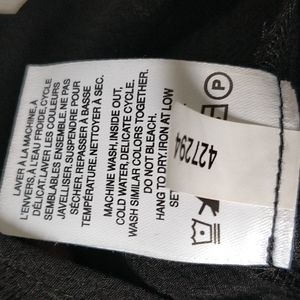 LAVER À LA MACHINE, À
L'ENVERS À L'EAU FROIDE, CYCLE
DÉLICAT. LAVER LES COULEURS
SEMBLABLES ENSEMBLE. NE PAS
JAVELLISER. SUSPENDRE POUR
SÉCHER. REPASSER À BASSE
TEMPÉRATURE. NETTOYER À SEC.
MACHINE WASH, INSIDE OUT,
COLD WATER, DELICATE CYCLE.
WASH SIMILAR COLORS TOGETHER.
DO NOT BLEACH.
HANG TO DRY. IRON AT LOW
SE
427294
P